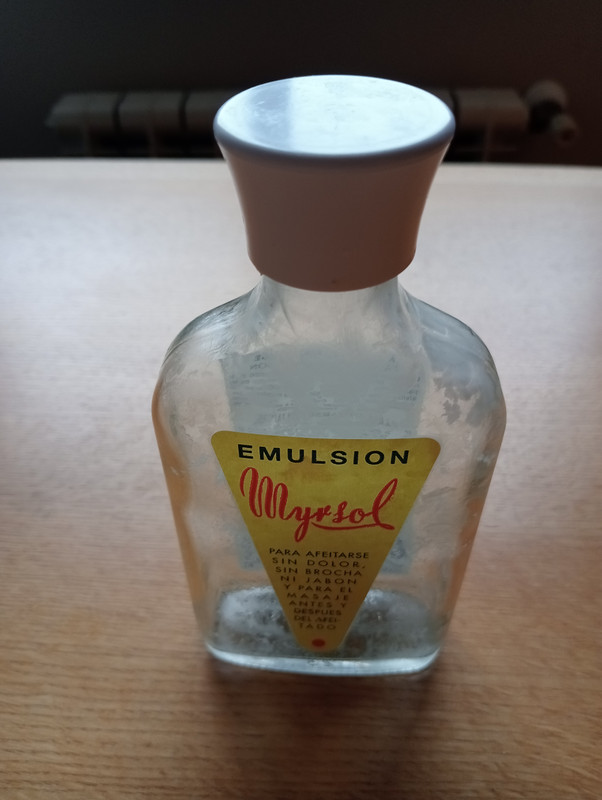 EMULSION
Myrsol
PARA AFEITARSE
SIN DOLOR,
SIN BROCHA
NI JABON
Y PARA EL
MASAJE
ANTES Y
DESPUES
DEL AFEI-
TADO